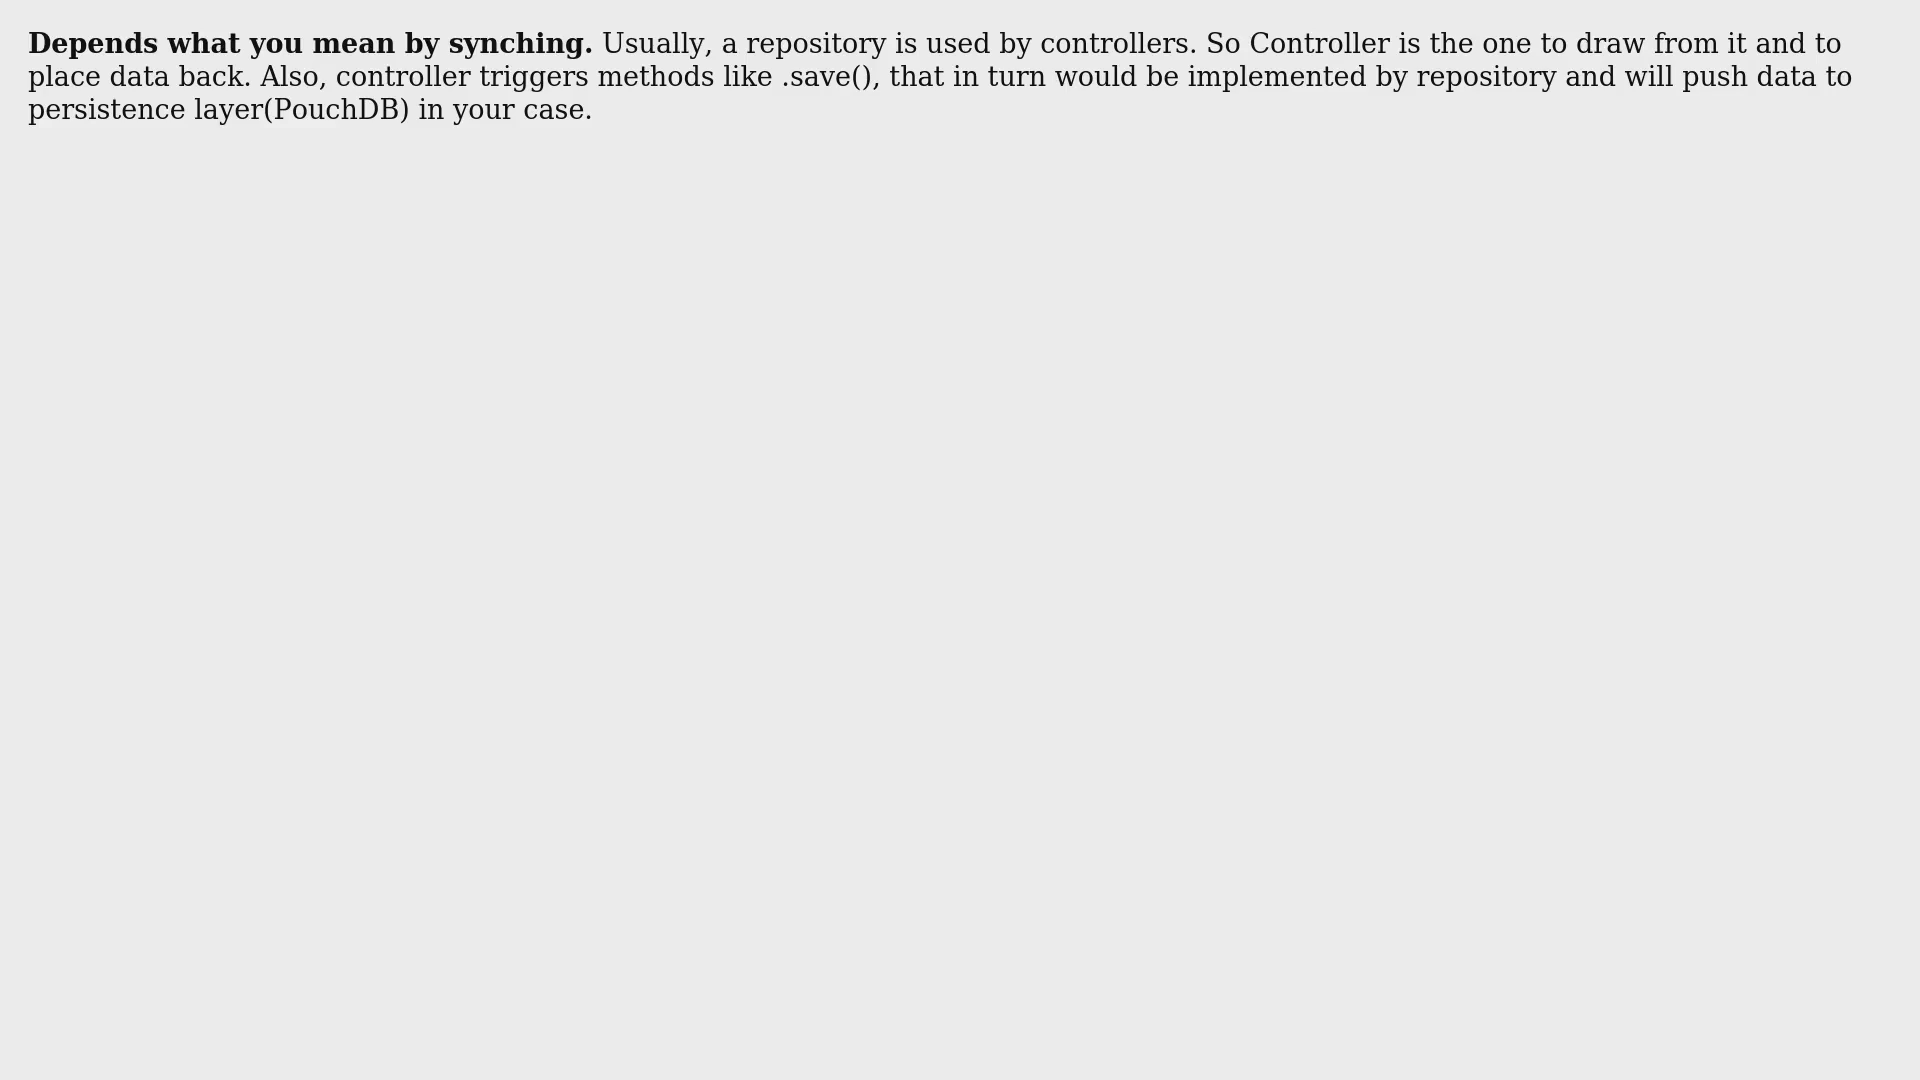 Depends what you mean by synching. Usually, a repository is used by controllers. So Controller is the one to draw from it and to
place data back. Also, controller triggers methods like .save(), that in turn would be implemented by repository and will push data to
persistence layer(PouchDB) in your case.